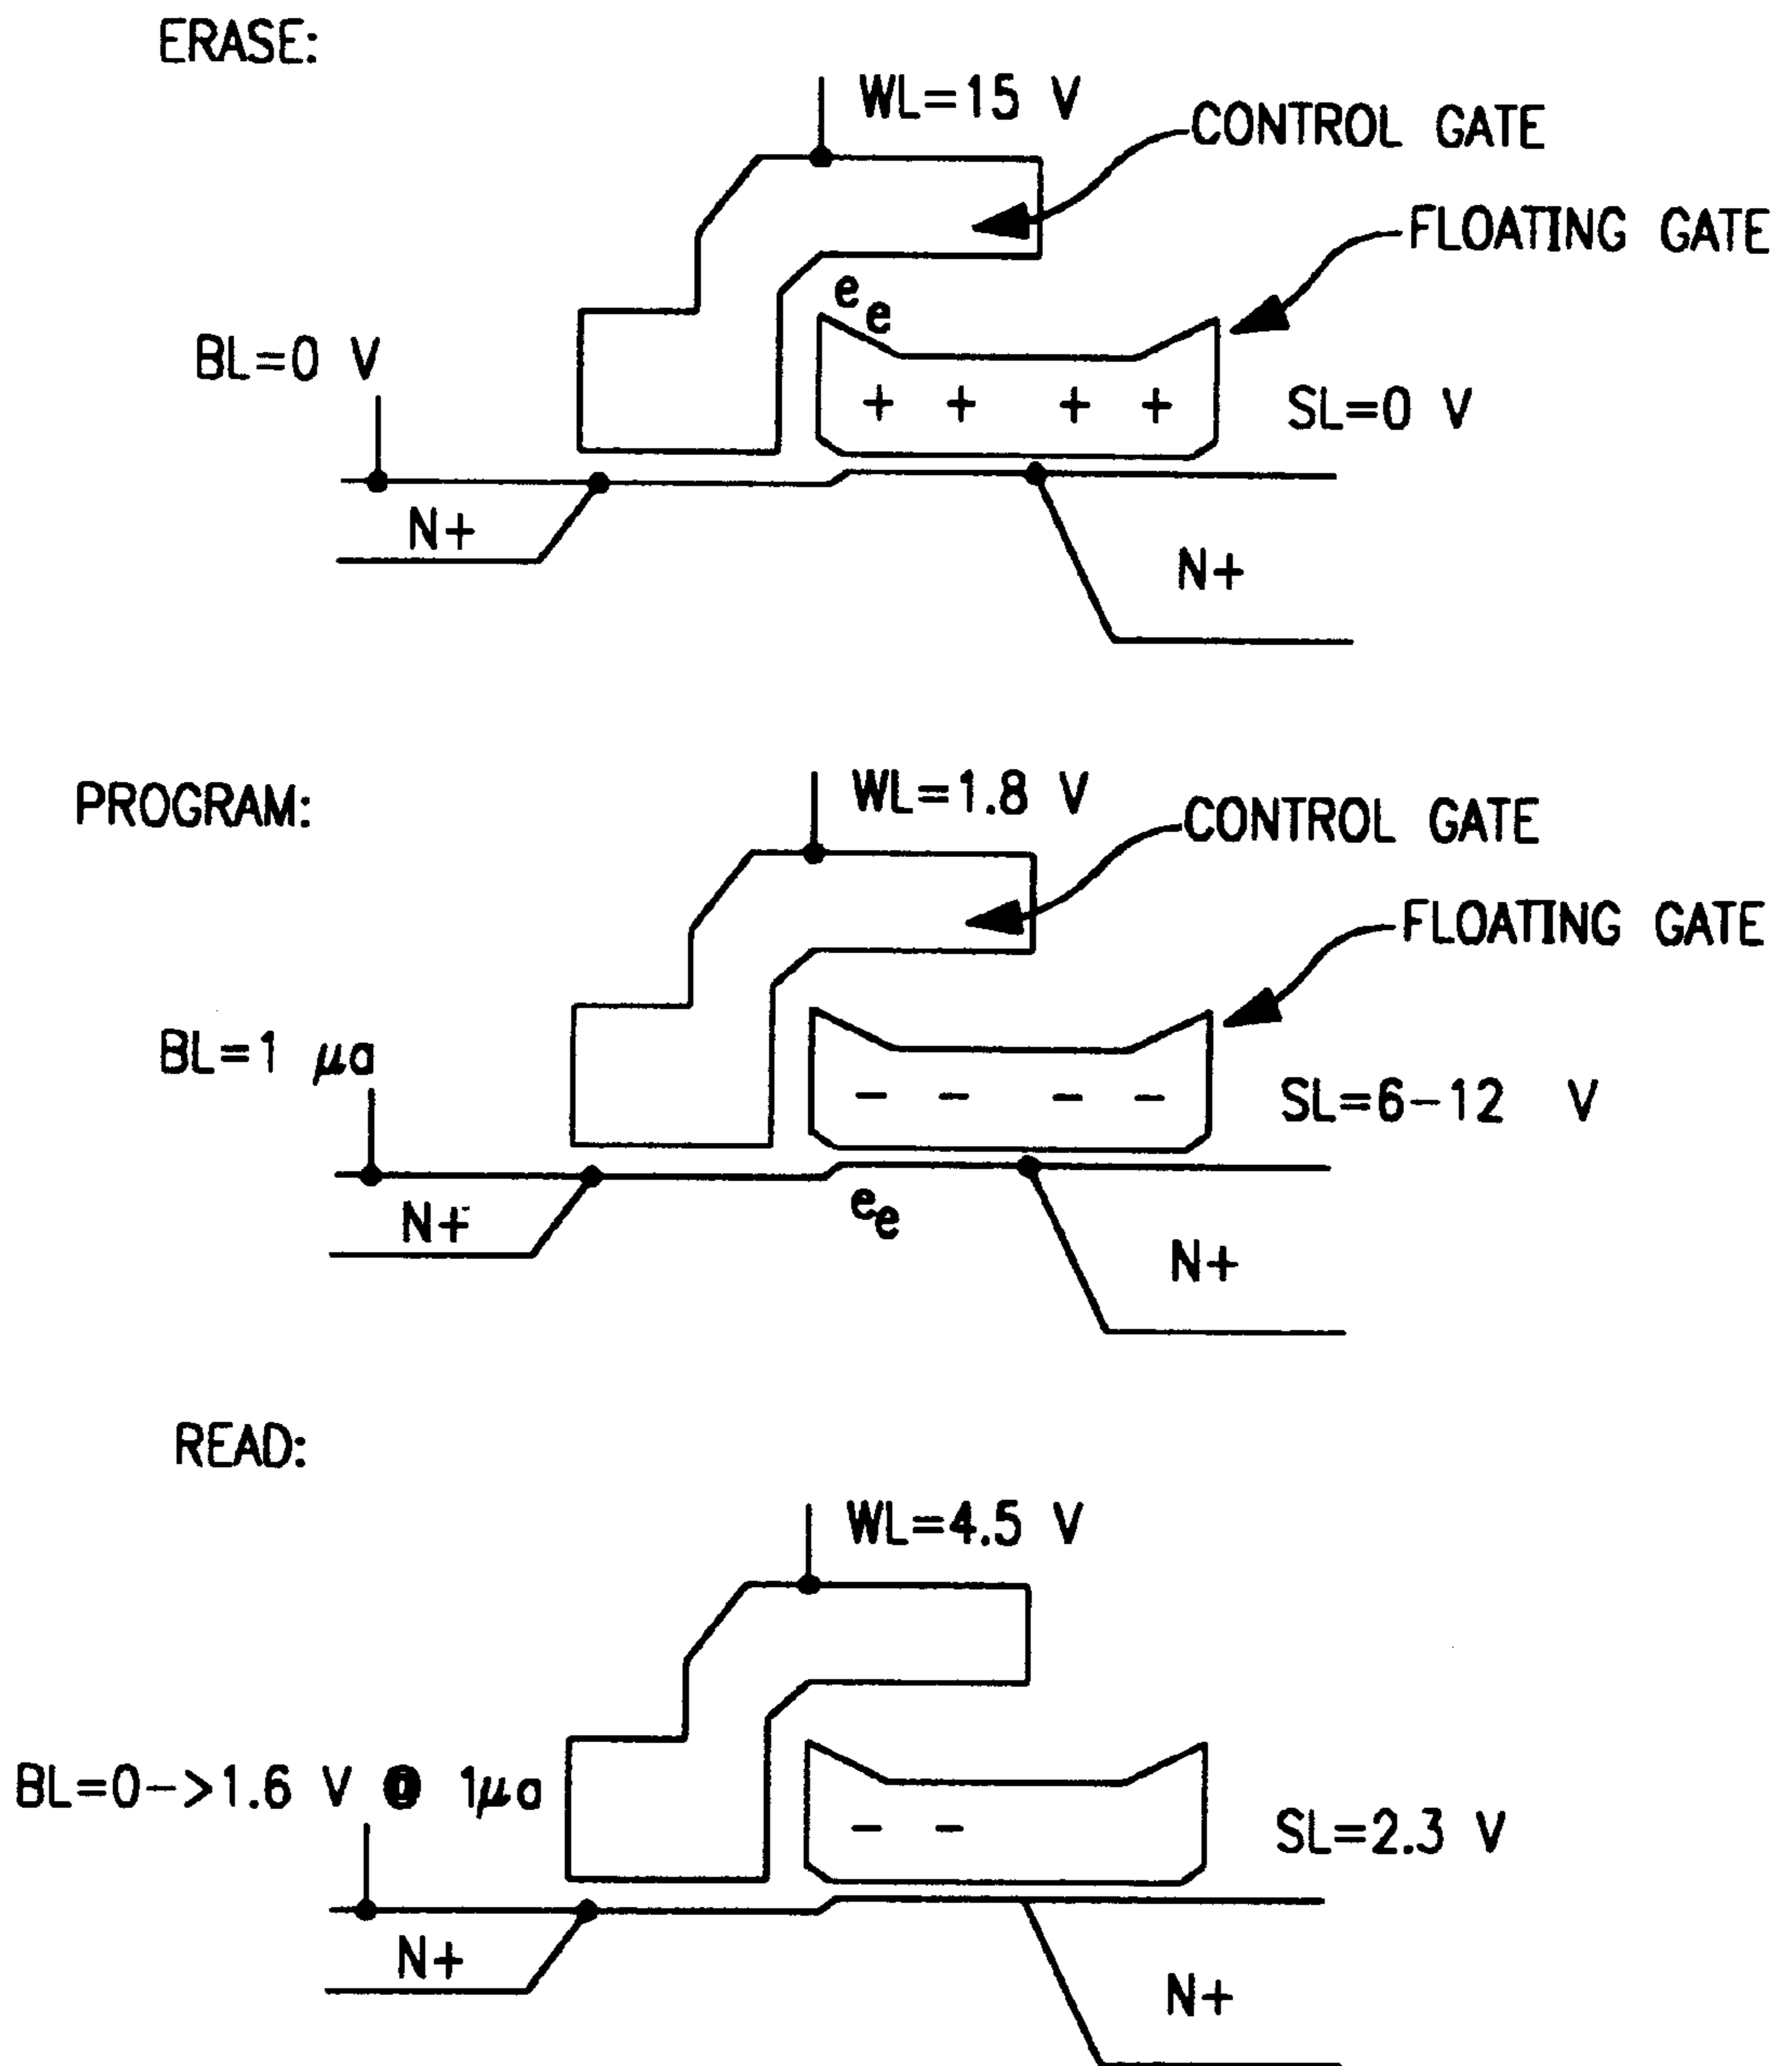 ERASE:
WL=15 V
CONTROL GATE
FLOATING GATE
e
e
BL=0 V
+ + + +
SL=0 V
N+
N+
PROGRAM:
WL=1.8 V
CONTROL GATE
FLOATING GATE
BL=1 μa
- - - -
SL=6-12 V
e
e
N+
N+
READ:
WL=4.5 V
BL=0->1.6 V @ 1μa
- -
SL=2.3 V
N+
N+